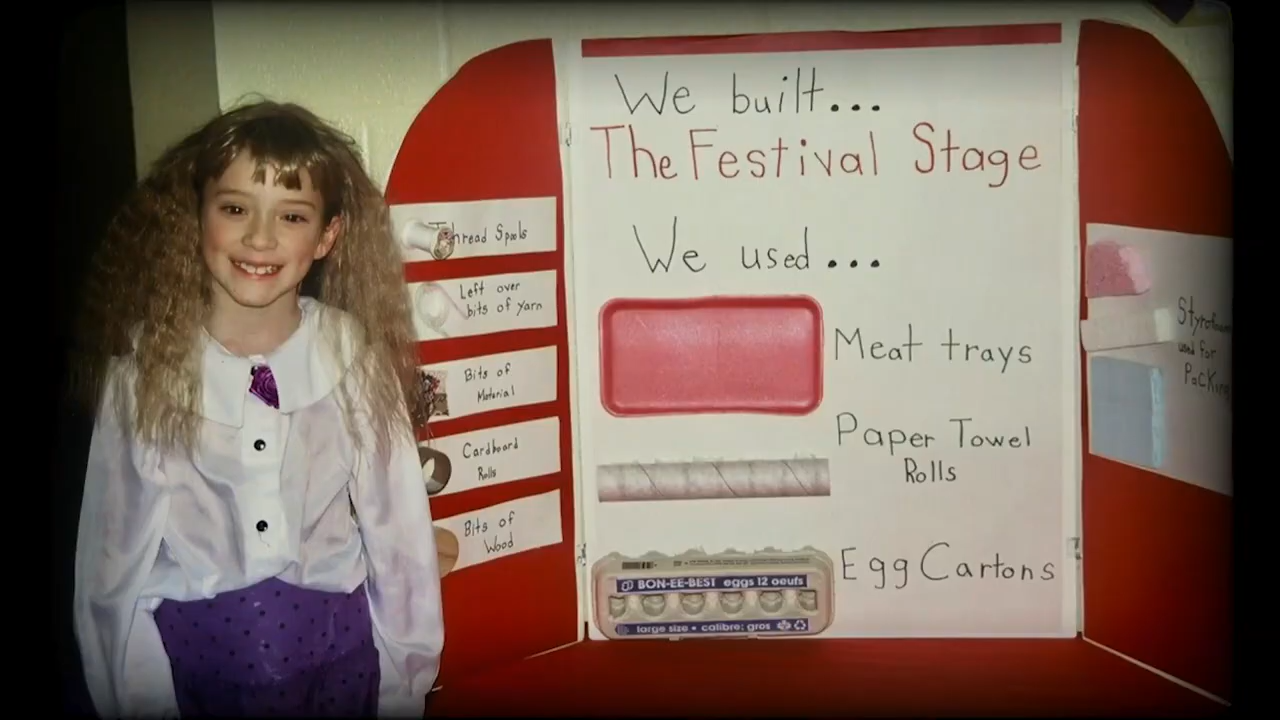 We built...
The Festival Stage
We used...
Meat trays
Paper Towel
Rolls
Egg Cartons
BON-EE-BEST eggs 12 oeufs
large size • calibre: gros
Thread Spools
Left over
bits of yarn
Bits of
Material
Cardboard
Rolls
Bits of
Wood
used for
Packing